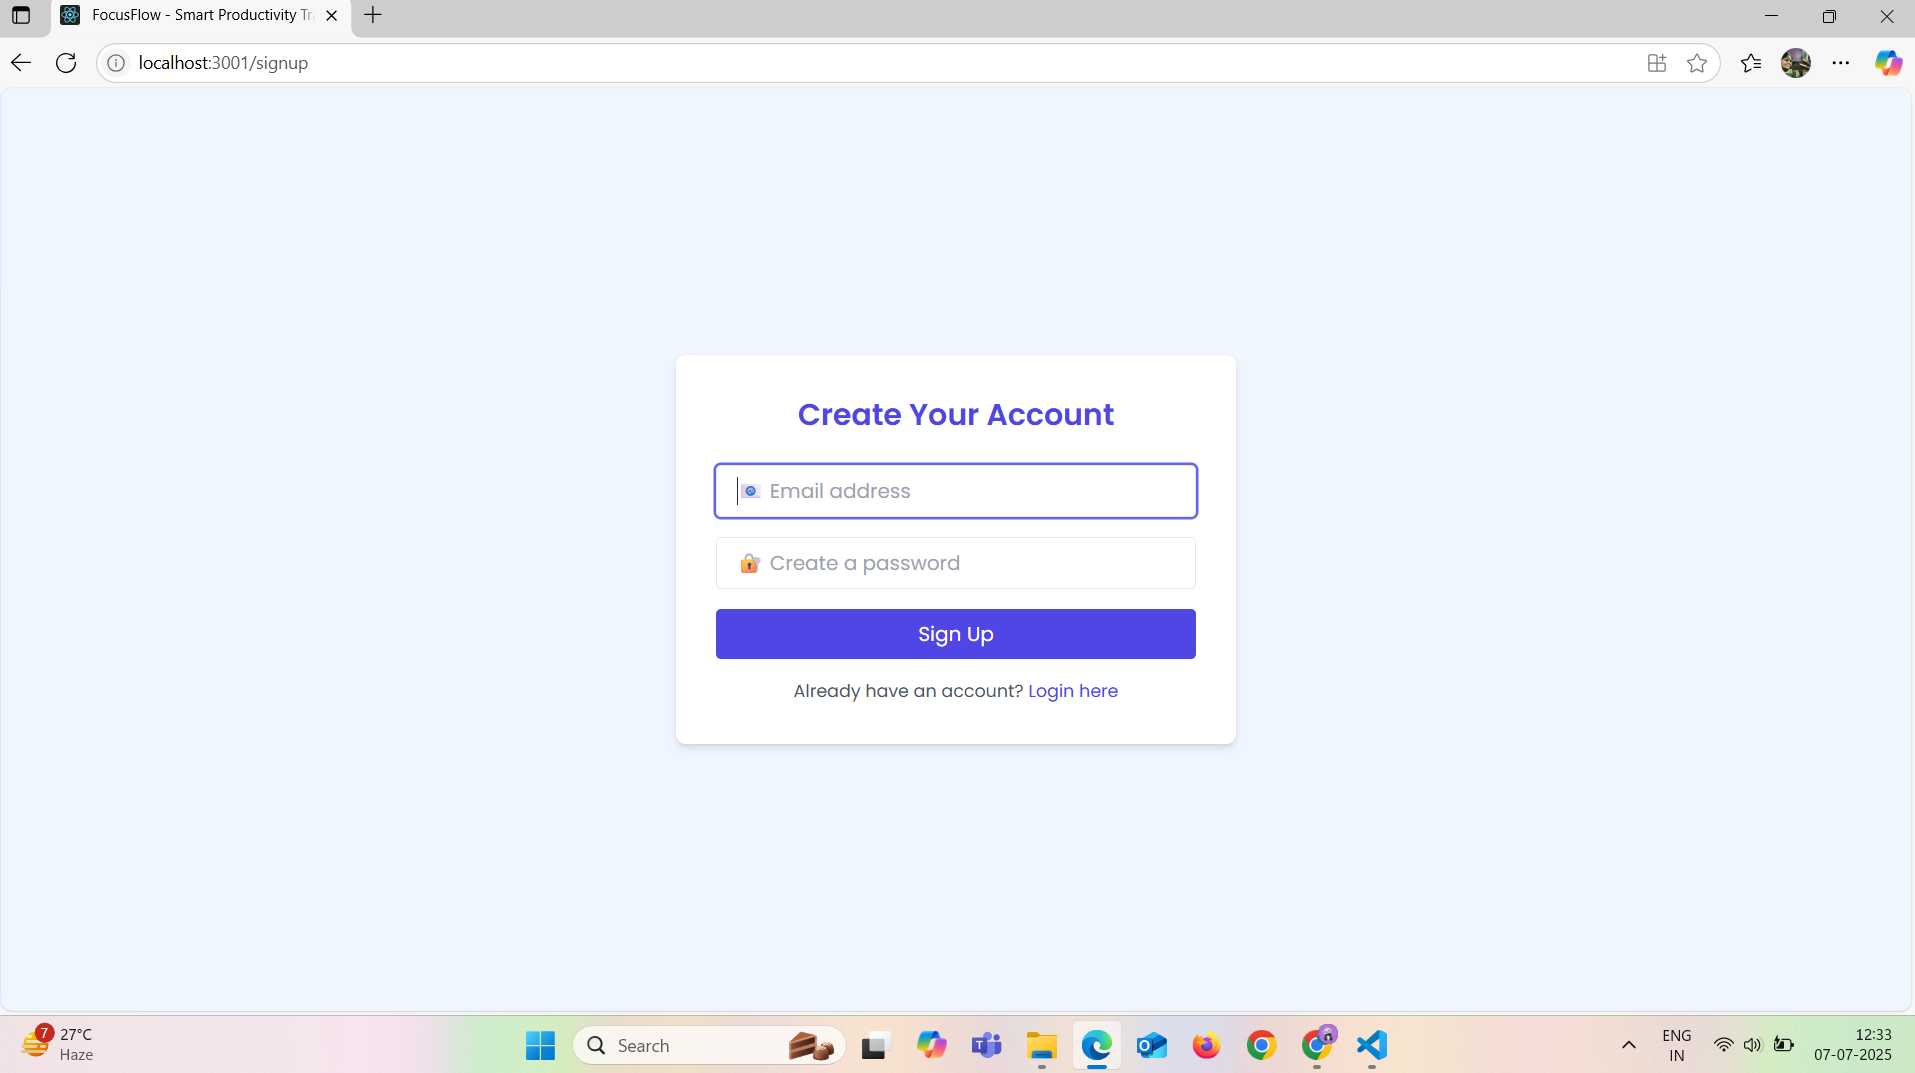 FocusFlow - Smart Productivity Tr
localhost:3001/signup
Create Your Account
Email address
Create a password
Sign Up
Already have an account? Login here
7
27°C
Haze
Search
ENG
IN
12:33
07-07-2025